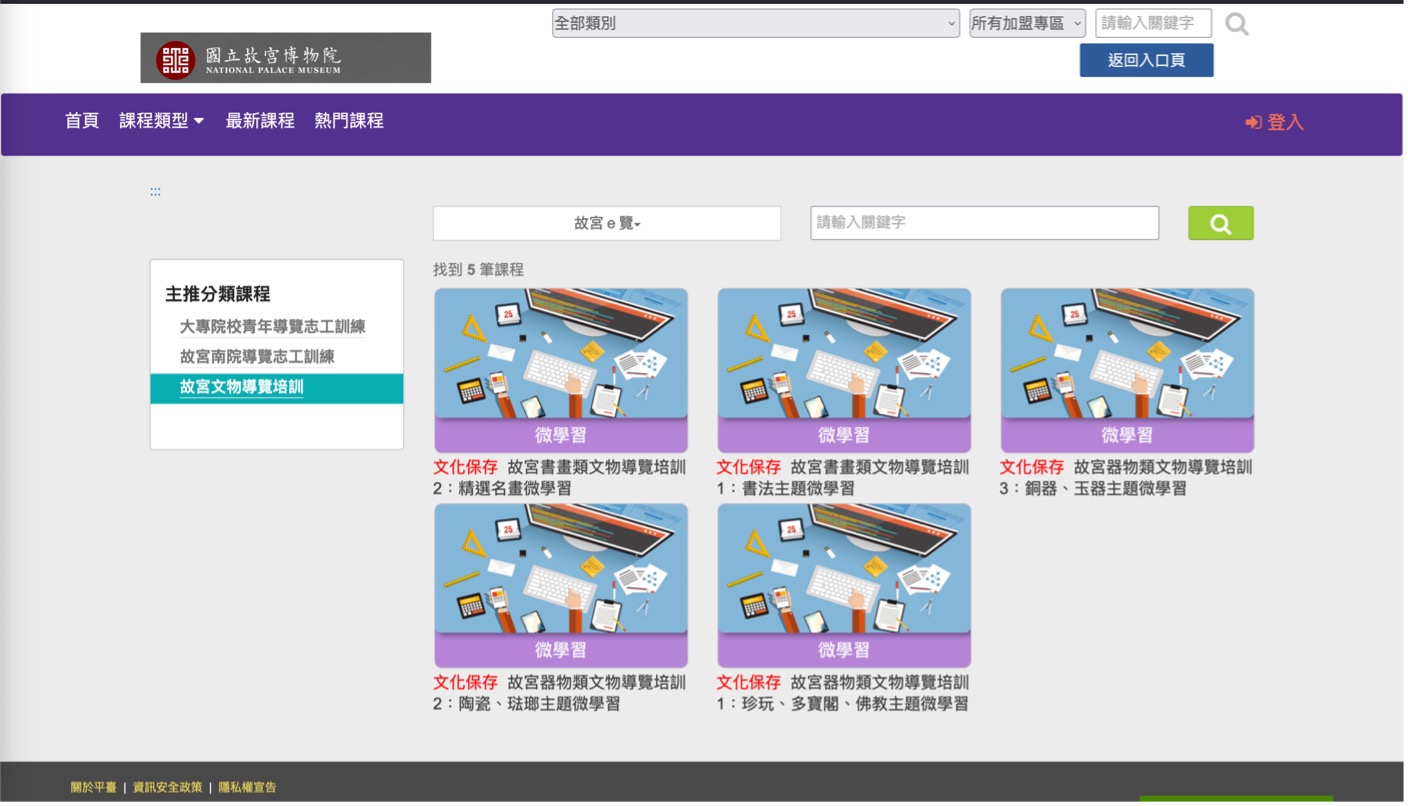 全部類別
所有加盟專區
請輸入關鍵字
國立故宮博物院
NATIONAL PALACE MUSEUM
返回入口頁
首頁 課程類型 最新課程 熱門課程
登入
:::
故宮 e 覽
請輸入關鍵字
找到 5 筆課程
主推分類課程
大專院校青年導覽志工訓練
故宮南院導覽志工訓練
故宮文物導覽培訓
25
微學習
文化保存 故宮書畫類文物導覽培訓
2：精選名畫微學習
25
微學習
文化保存 故宮書畫類文物導覽培訓
1：書法主題微學習
25
微學習
文化保存 故宮器物類文物導覽培訓
3：銅器、玉器主題微學習
25
微學習
文化保存 故宮器物類文物導覽培訓
2：陶瓷、琺瑯主題微學習
25
微學習
文化保存 故宮器物類文物導覽培訓
1：珍玩、多寶閣、佛教主題微學習
關於平臺 | 資訊安全政策 | 隱私權宣告